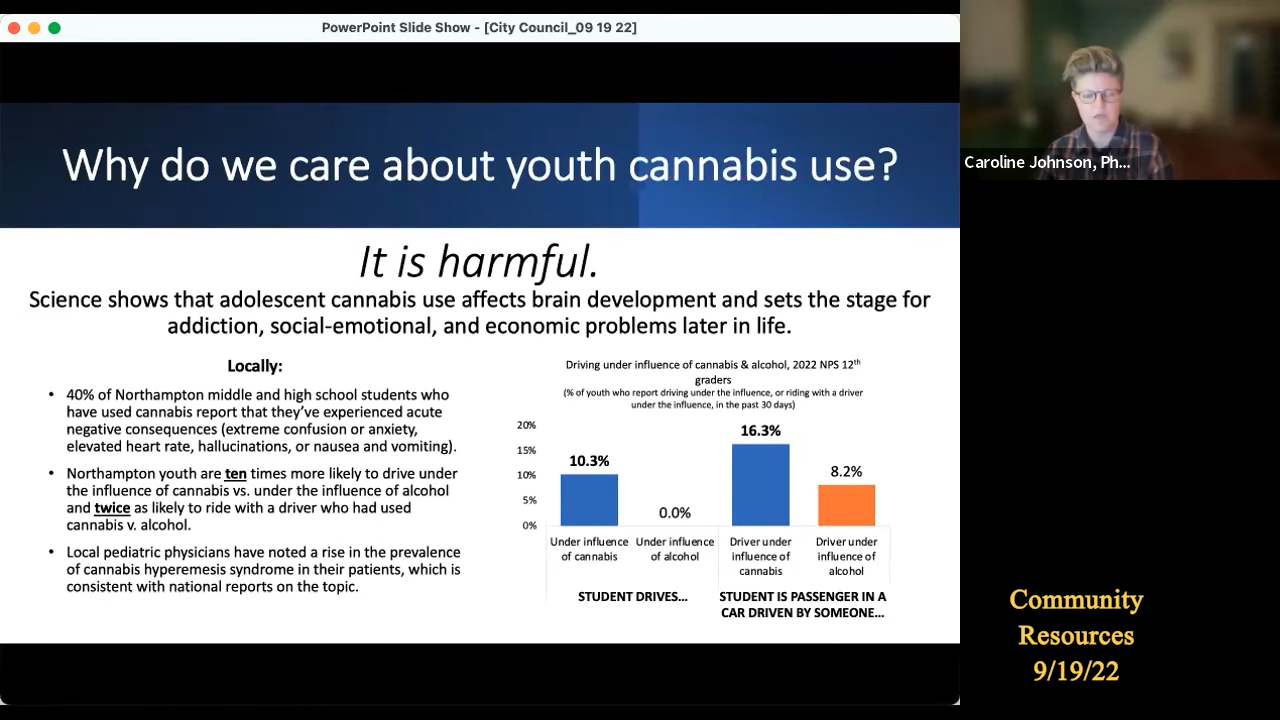 PowerPoint Slide Show - [City Council_09 19 22]
Why do we care about youth cannabis use?
It is harmful.
Science shows that adolescent cannabis use affects brain development and sets the stage for
addiction, social-emotional, and economic problems later in life.
Locally:
• 40% of Northampton middle and high school students who
have used cannabis report that they've experienced acute
negative consequences (extreme confusion or anxiety,
elevated heart rate, hallucinations, or nausea and vomiting).
• Northampton youth are ten times more likely to drive under
the influence of cannabis vs. under the influence of alcohol
and twice as likely to ride with a driver who had used
cannabis v. alcohol.
• Local pediatric physicians have noted a rise in the prevalence
of cannabis hyperemesis syndrome in their patients, which is
consistent with national reports on the topic.
Driving under influence of cannabis & alcohol, 2022 NPS 12th
graders
(% of youth who report driving under the influence, or riding with a driver
under the influence, in the past 30 days)
20%
15%
10%
5%
0%
10.3%
0.0%
16.3%
8.2%
Under influence
of cannabis
Under influence
of alcohol
Driver under
influence of
cannabis
Driver under
influence of
alcohol
STUDENT DRIVES...
STUDENT IS PASSENGER IN A
CAR DRIVEN BY SOMEONE...
Caroline Johnson, Ph...
Community
Resources
9/19/22